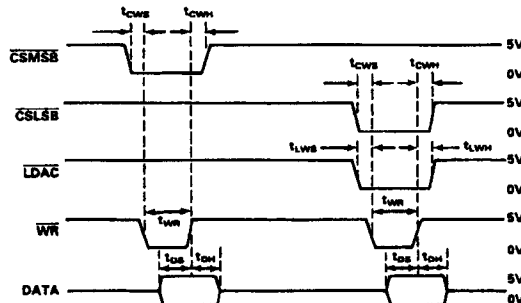 tCWS tCWH
CSMSB 5V
tCWS tCWH 0V
CSLSB 5V
0V
tLWS tLWH
LDAC 5V
0V
tWR tWR
WR 5V
0V
tDS tDH tDS tDH
DATA 5V
0V